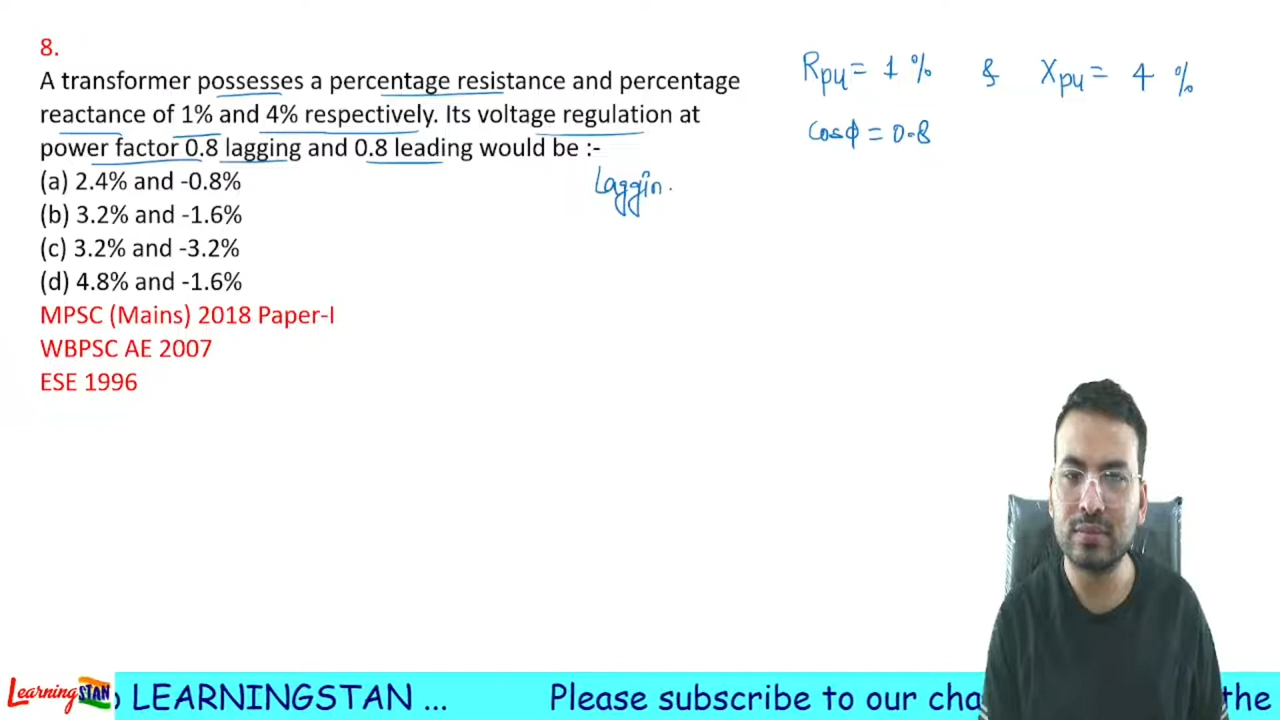 8.
A transformer possesses a percentage resistance and percentage
reactance of 1% and 4% respectively. Its voltage regulation at
power factor 0.8 lagging and 0.8 leading would be :-
(a) 2.4% and -0.8%
(b) 3.2% and -1.6%
(c) 3.2% and -3.2%
(d) 4.8% and -1.6%
MPSC (Mains) 2018 Paper-I
WBPSC AE 2007
ESE 1996
Rpu = 1 % & Xpu = 4 %
cosϕ = 0.8
Laggin
Learning STAN
LEARNINGSTAN ... Please subscribe to our cha the